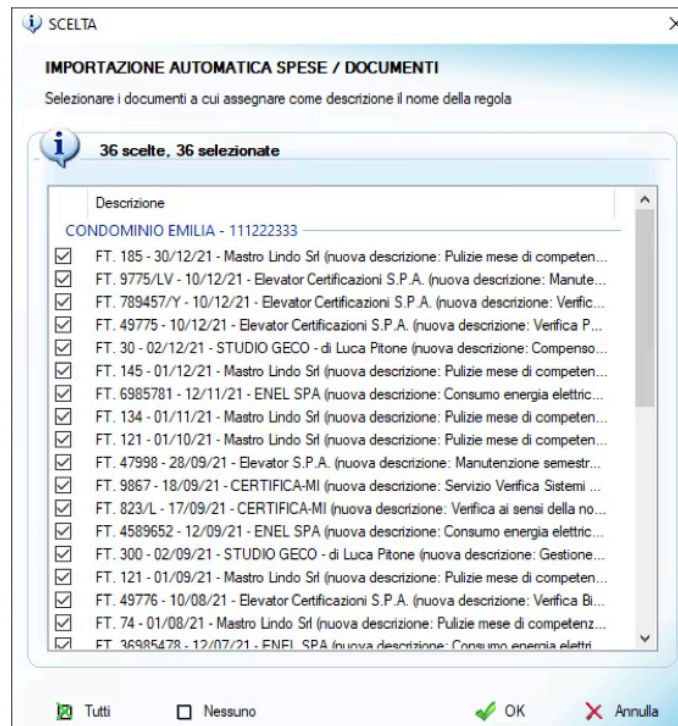 SCELTA
IMPORTAZIONE AUTOMATICA SPESE / DOCUMENTI
Selezionare i documenti a cui assegnare come descrizione il nome della regola
36 scelte, 36 selezionate
Descrizione
CONDOMINIO EMILIA - 111222333
FT. 185 - 30/12/21 - Mastro Lindo Srl (nuova descrizione: Pulizie mese di competen...
FT. 9775/LV - 10/12/21 - Elevator Certificazioni S.P.A. (nuova descrizione: Manute...
FT. 789457/Y - 10/12/21 - Elevator Certificazioni S.P.A. (nuova descrizione: Verific...
FT. 49775 - 10/12/21 - Elevator Certificazioni S.P.A. (nuova descrizione: Verifica P...
FT. 30 - 02/12/21 - STUDIO GECO - di Luca Pitone (nuova descrizione: Compenso...
FT. 145 - 01/12/21 - Mastro Lindo Srl (nuova descrizione: Pulizie mese di competen...
FT. 6985781 - 12/11/21 - ENEL SPA (nuova descrizione: Consumo energia elettric...
FT. 134 - 01/11/21 - Mastro Lindo Srl (nuova descrizione: Pulizie mese di competen...
FT. 121 - 01/10/21 - Mastro Lindo Srl (nuova descrizione: Pulizie mese di competen...
FT. 47998 - 28/09/21 - Elevator S.P.A. (nuova descrizione: Manutenzione semestr...
FT. 9867 - 18/09/21 - CERTIFICA-MI (nuova descrizione: Servizio Verifica Sistemi ...
FT. 823/L - 17/09/21 - CERTIFICA-MI (nuova descrizione: Verifica ai sensi della no...
FT. 4589652 - 12/09/21 - ENEL SPA (nuova descrizione: Consumo energia elettric...
FT. 300 - 02/09/21 - STUDIO GECO - di Luca Pitone (nuova descrizione: Gestione...
FT. 121 - 01/09/21 - Mastro Lindo Srl (nuova descrizione: Pulizie mese di competen...
FT. 49776 - 10/08/21 - Elevator Certificazioni S.P.A. (nuova descrizione: Verifica Bi...
FT. 74 - 01/08/21 - Mastro Lindo Srl (nuova descrizione: Pulizie mese di competenz...
FT. 36985478 - 12/07/21 - ENEL SPA (nuova descrizione: Consumo energia elettri...
Tutti Nessuno OK Annulla